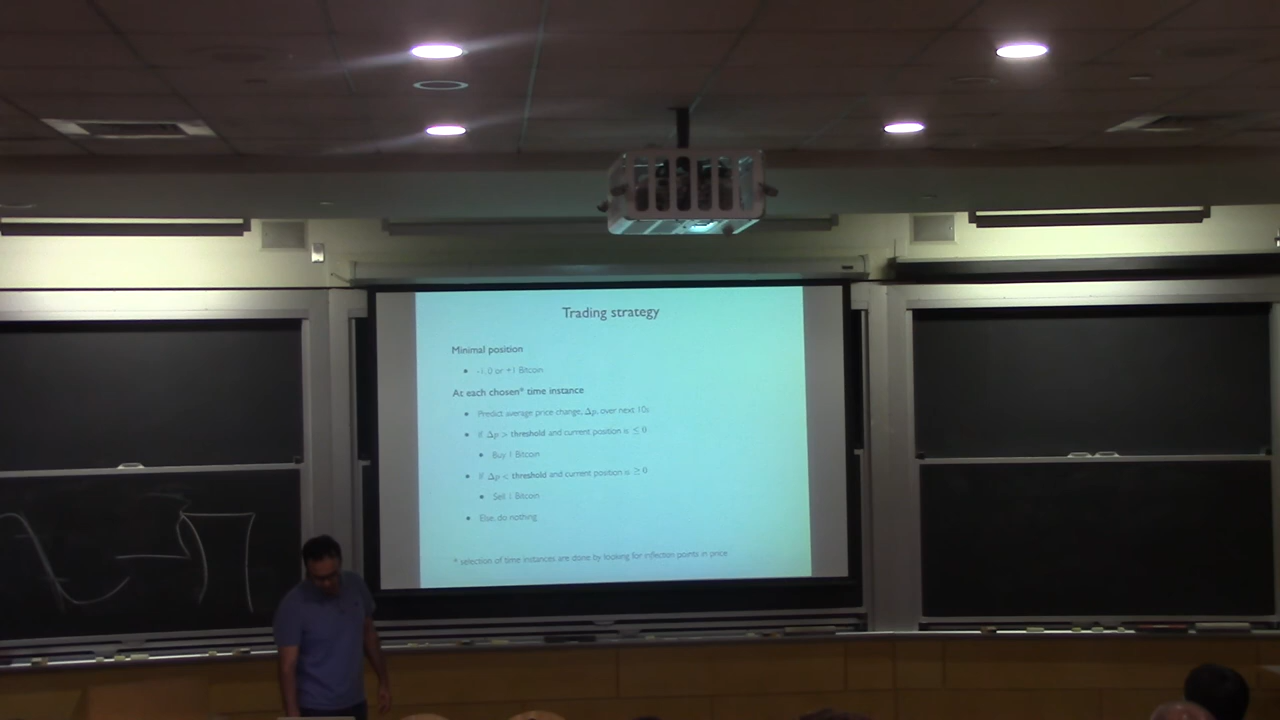 Trading strategy
Minimal position
-1, 0 or +1 Bitcoin
At each chosen* time instance
Predict average price change, Δp, over next 10s
If Δp > threshold and current position is ≤ 0
Buy 1 Bitcoin
If Δp < threshold and current position is ≥ 0
Sell 1 Bitcoin
Else, do nothing
* selection of time instances are done by looking for inflection points in price